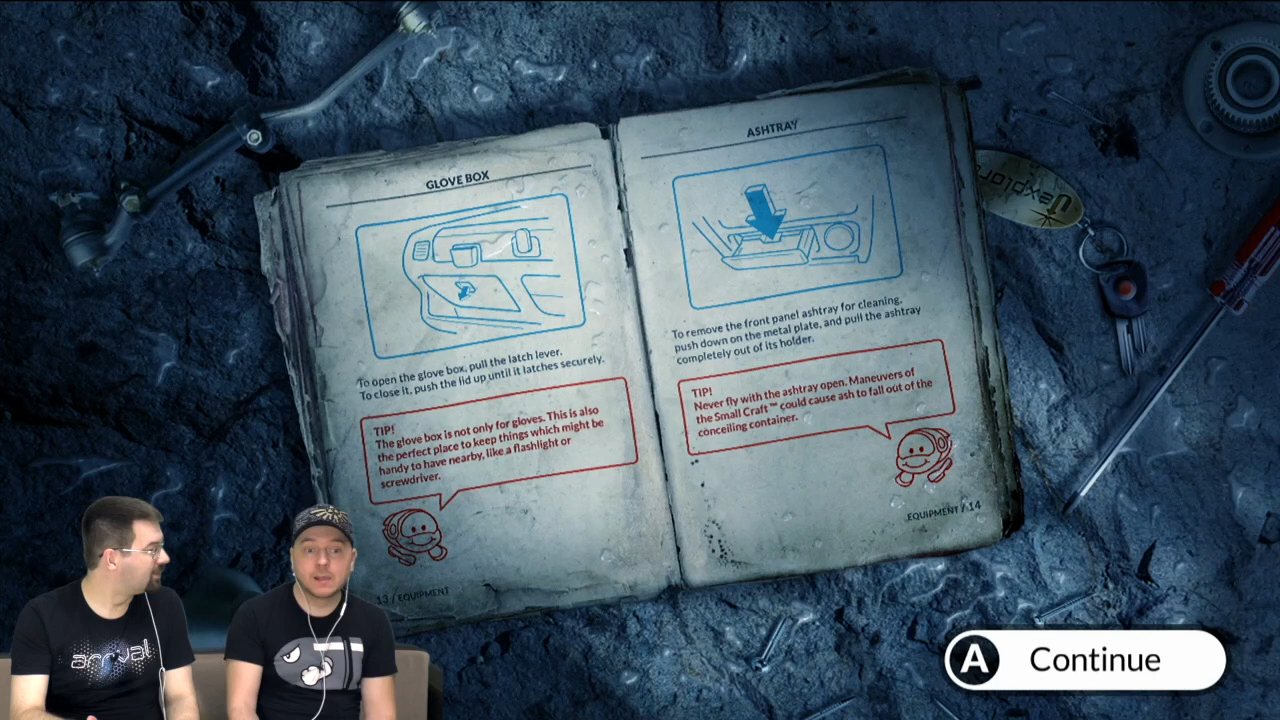 GLOVE BOX
To open the glove box, pull the latch lever.
To close it, push the lid up until it latches securely.
TIP!
The glove box is not only for gloves. This is also
the perfect place to keep things which might be
handy to have nearby, like a flashlight or
screwdriver.
13 / EQUIPMENT
ASHTRAY
To remove the front panel ashtray for cleaning,
push down on the metal plate, and pull the ashtray
completely out of its holder.
TIP!
Never fly with the ashtray open. Maneuvers of
the Small Craft™ could cause ash to fall out of the
conceiling container.
EQUIPMENT / 14
Uexplore
arrival
A Continue